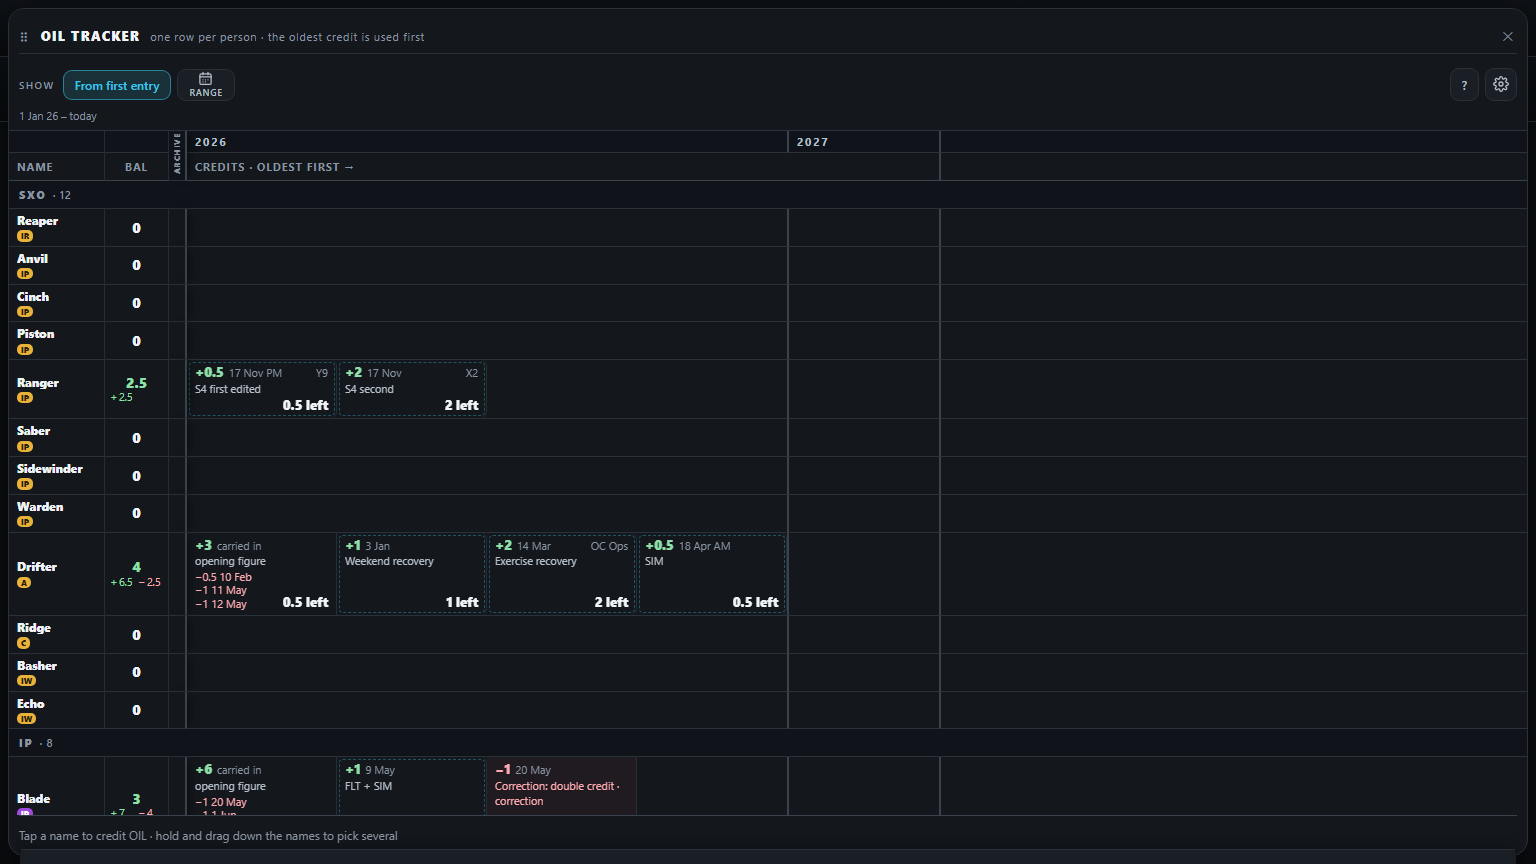 OIL TRACKER one row per person · the oldest credit is used first
SHOW From first entry RANGE ?
1 Jan 26 – today
ARCHIVE
2026 2027
NAME BAL CREDITS · OLDEST FIRST →
SXO · 12
Reaper 0
IR
Anvil 0
IP
Cinch 0
IP
Piston 0
IP
Ranger 2.5
IP +2.5
+0.5 17 Nov PM Y9
S4 first edited
0.5 left
+2 17 Nov X2
S4 second
2 left
Saber 0
IP
Sidewinder 0
IP
Warden 0
IP
Drifter 4
A +6.5 −2.5
+3 carried in
opening figure
−0.5 10 Feb
−1 11 May
−1 12 May 0.5 left
+1 3 Jan
Weekend recovery
1 left
+2 14 Mar OC Ops
Exercise recovery
2 left
+0.5 18 Apr AM
SIM
0.5 left
Ridge 0
C
Basher 0
IW
Echo 0
IW
IP · 8
Blade 3
+7 −4
+6 carried in
opening figure
−1 20 May
+1 9 May
FLT + SIM
−1 20 May
Correction: double credit ·
correction
Tap a name to credit OIL · hold and drag down the names to pick several